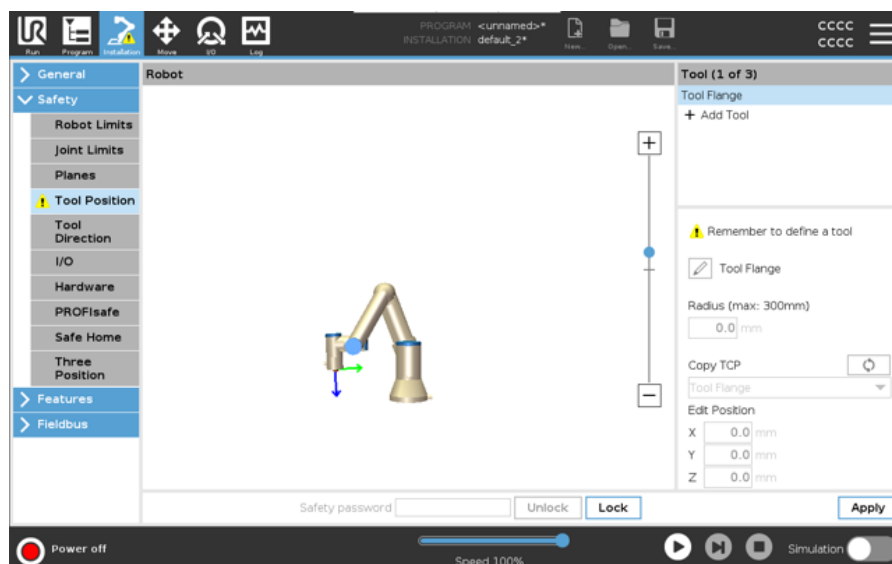 UR
PROGRAM <unnamed>*
INSTALLATION default_2*
Run
Program
Installation
Move
I/O
Log
New...
Open...
Save...
CCCC
CCCC
General
Safety
Robot Limits
Joint Limits
Planes
Tool Position
Tool
Direction
I/O
Hardware
PROFIsafe
Safe Home
Three
Position
Features
Fieldbus
Robot
Safety password
Unlock
Lock
Tool (1 of 3)
Tool Flange
+ Add Tool
Remember to define a tool
Tool Flange
Radius (max: 300mm)
0.0 mm
Copy TCP
Tool Flange
Edit Position
X 0.0 mm
Y 0.0 mm
Z 0.0 mm
Apply
Power off
Speed 100%
Simulation